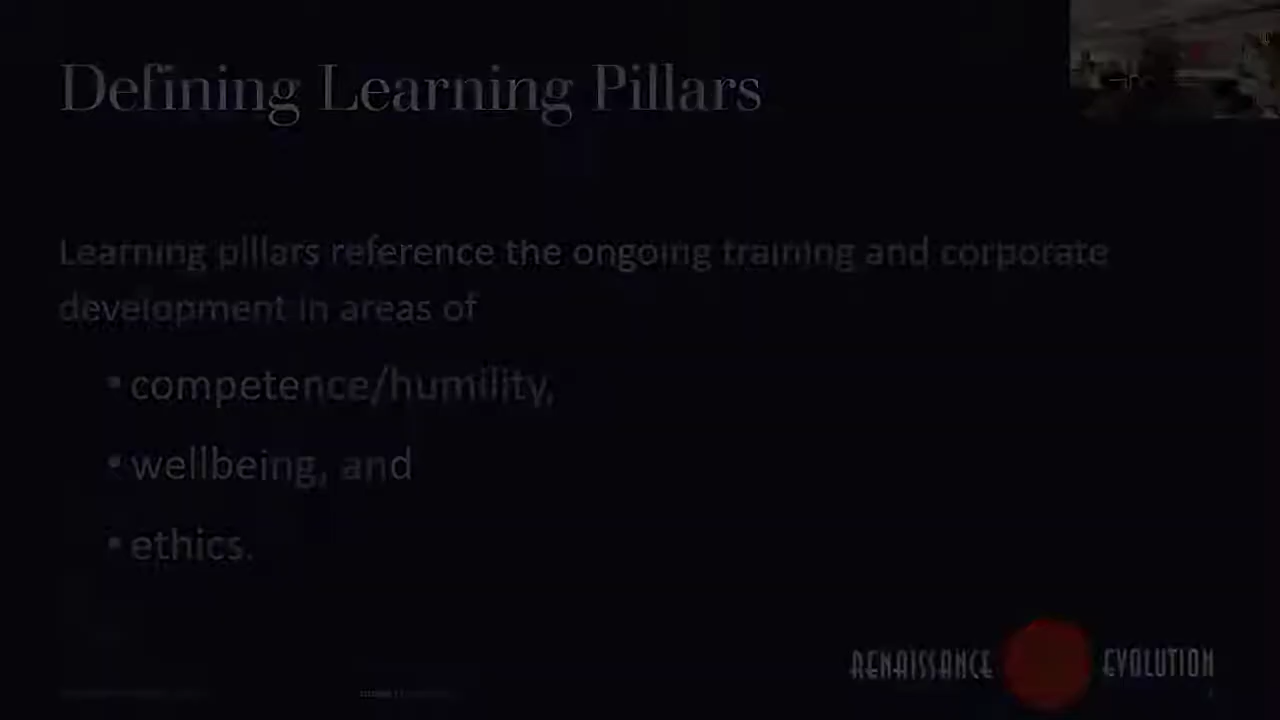 Defining Learning Pillars
Learning pillars reference the ongoing training and corporate
development in areas of
• competence/humility,
• wellbeing, and
• ethics.
RENAISSANCE EVOLUTION